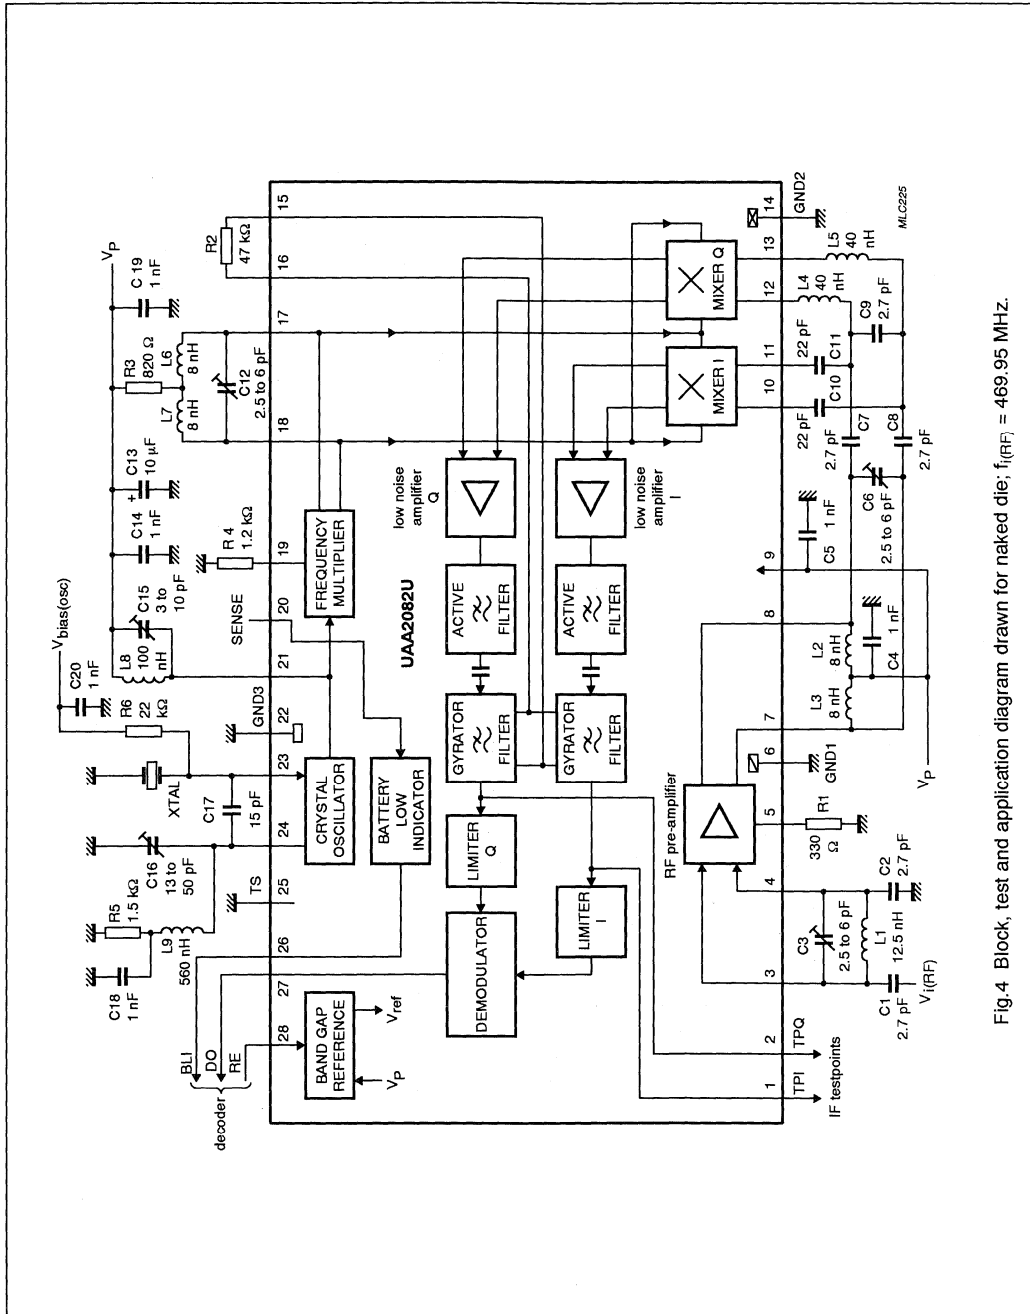 V_P
C 19
1 nF
R3
820 Ω
L7
8 nH
L6
8 nH
C12
2.5 to 6 pF
C13
10 µF
+
C14
1 nF
C15
3 to
10 pF
L8
100
nH
V_bias(osc)
C20
1 nF
R6
22
kΩ
XTAL
C17
15 pF
C16
13 to
50 pF
R5
1.5 kΩ
L9
560 nH
C18
1 nF
R2
47 kΩ
R 4
1.2 kΩ
SENSE
GND3
TS
BLI
DO
RE
decoder
28
27
26
25
24
23
22
21
20
19
18
17
16
15
BAND GAP
REFERENCE
V_P
V_ref
CRYSTAL
OSCILLATOR
BATTERY
LOW
INDICATOR
FREQUENCY
MULTIPLIER
UAA2082U
DEMODULATOR
LIMITER
Q
GYRATOR
FILTER
ACTIVE
FILTER
low noise
amplifier
Q
LIMITER
I
GYRATOR
FILTER
ACTIVE
FILTER
low noise
amplifier
I
RF pre-amplifier
MIXER I
MIXER Q
1
2
3
4
5
6
7
8
9
10
11
12
13
14
TPI
TPQ
IF testpoints
C1
2.7 pF
V_i(RF)
C3
2.5 to 6 pF
L1
12.5 nH
C2
2.7 pF
330
Ω
R1
GND1
V_P
L3
8 nH
L2
8 nH
C4
1 nF
C5
1 nF
C6
2.5 to 6 pF
C7
2.7 pF
C8
2.7 pF
22 pF
C10
22 pF
C11
C9
2.7 pF
L4
40
nH
L5
40
nH
GND2
MLC225
Fig.4 Block, test and application diagram drawn for naked die; f_i(RF) = 469.95 MHz.